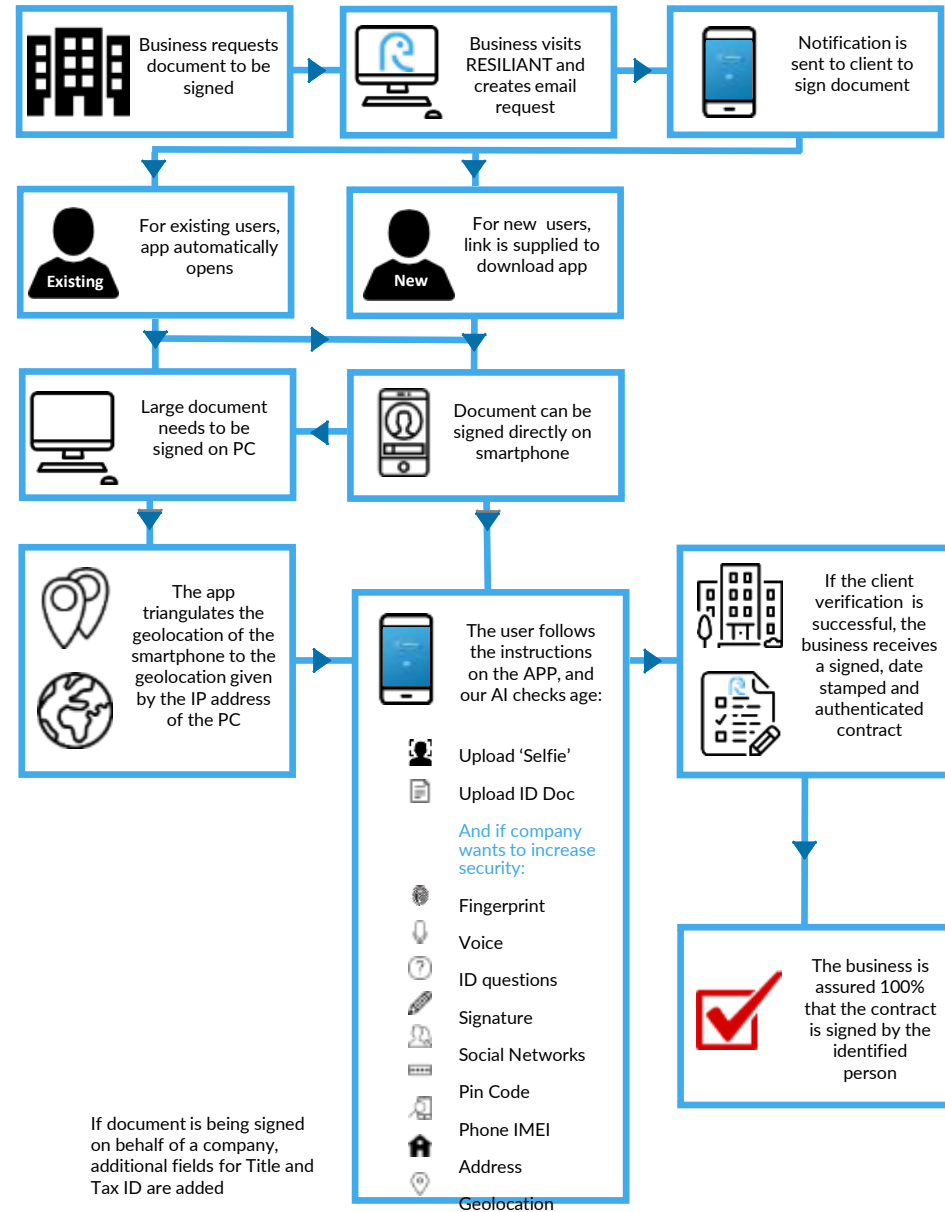 Business requests
document to be
signed
Business visits
RESILIANT and
creates email
request
Notification is
sent to client to
sign document
For existing users,
app automatically
opens
Existing
For new users,
link is supplied to
download app
New
Large document
needs to be
signed on PC
Document can be
signed directly on
smartphone
The app
triangulates the
geolocation of the
smartphone to the
geolocation given
by the IP address
of the PC
The user follows
the instructions
on the APP, and
our AI checks age:
Upload ‘Selfie’
Upload ID Doc
And if company
wants to increase
security:
Fingerprint
Voice
ID questions
Signature
Social Networks
Pin Code
Phone IMEI
Address
Geolocation
If the client
verification is
successful, the
business receives
a signed, date
stamped and
authenticated
contract
The business is
assured 100%
that the contract
is signed by the
identified
person
If document is being signed
on behalf of a company,
additional fields for Title and
Tax ID are added